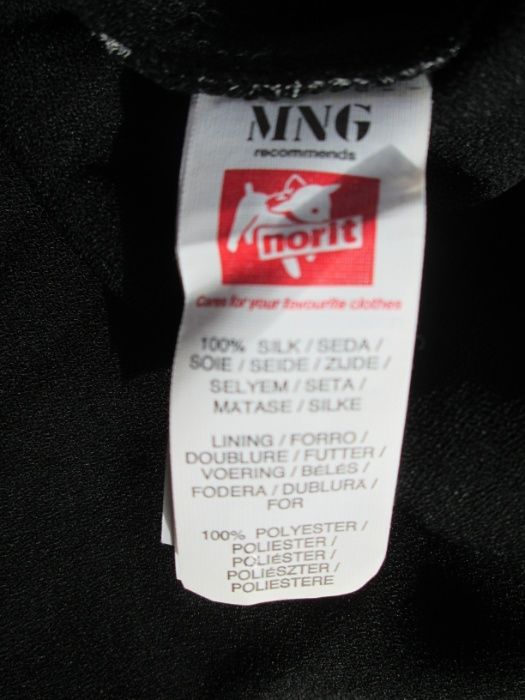 MNG
recommends
norit
Cares for your favourite clothes
100% SILK / SEDA /
SOIE / SEIDE / ZIJDE /
SELYEM / SETA /
MATASE / SILKE
LINING / FORRO /
DOUBLURE / FUTTER /
VOERING / BÉLÉS /
FODERA / DUBLURA /
FOR
100% POLYESTER /
POLIESTER /
POLIÉSTER /
POLIÉSZTER /
POLIESTERE